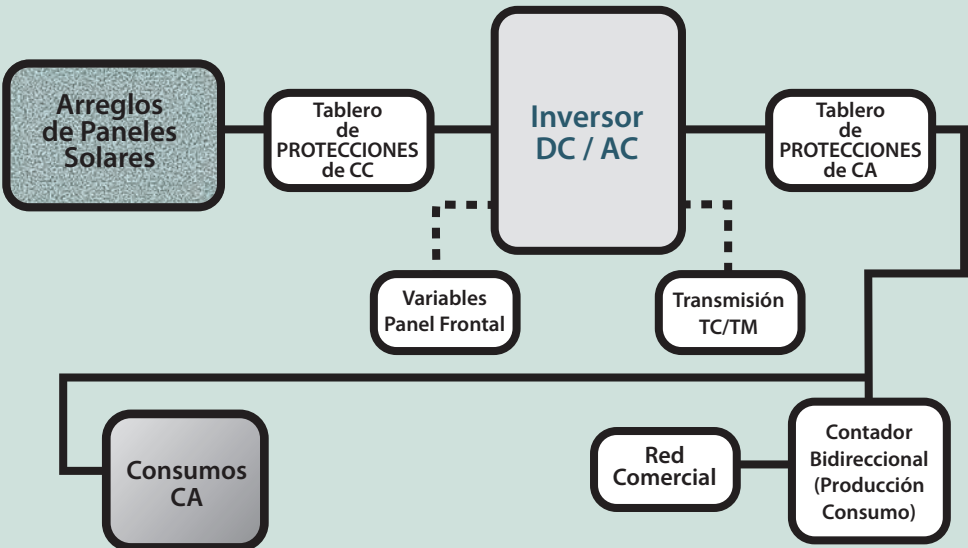 Arreglos
de Paneles
Solares
Tablero
de
PROTECCIONES
de CC
Inversor
DC / AC
Tablero
de
PROTECCIONES
de CA
Variables
Panel Frontal
Transmisión
TC/TM
Consumos
CA
Red
Comercial
Contador
Bidireccional
(Producción
Consumo)